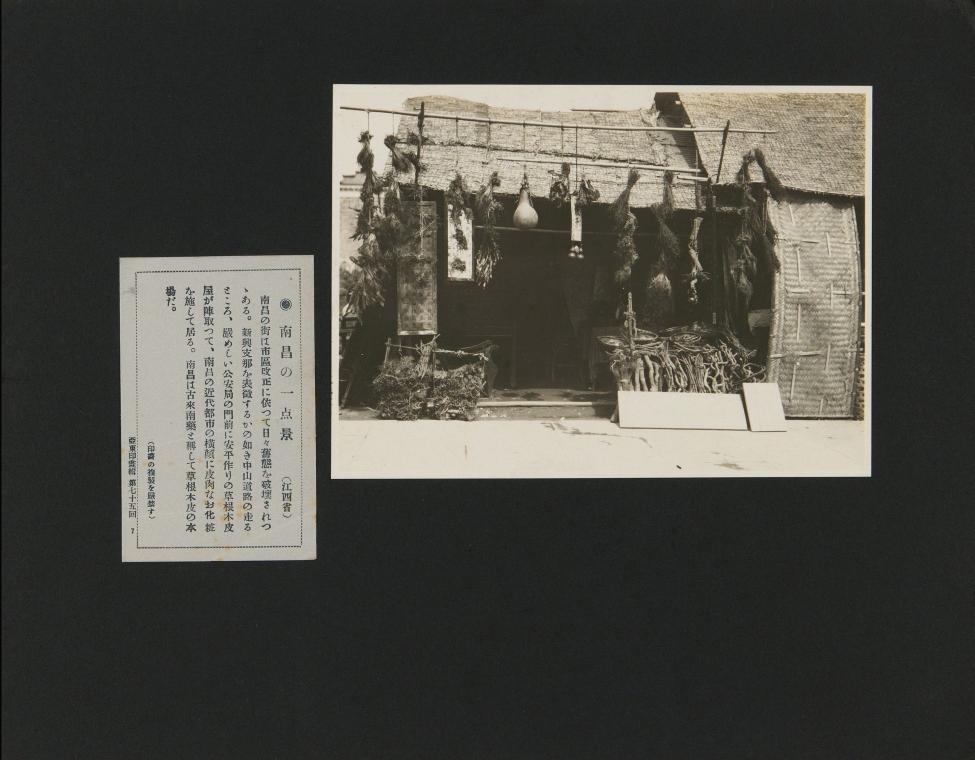 南昌の一点景
（江西省）
南昌の街は市區改正に依つて日々舊態を破壞されつ
ゝある。新興支那を表徵するかの如き中山道路の走る
ところ、嚴めしい公安局の門前に安平作りの草根木皮
屋が陣取つて、南昌の近代都市の橫顏に皮肉なお化粧
を施して居る。南昌は古來南藥と稱して草根木皮の本
場だ。
（印畫の複製を嚴禁す）
亞東印畫輯 第七十五回 7